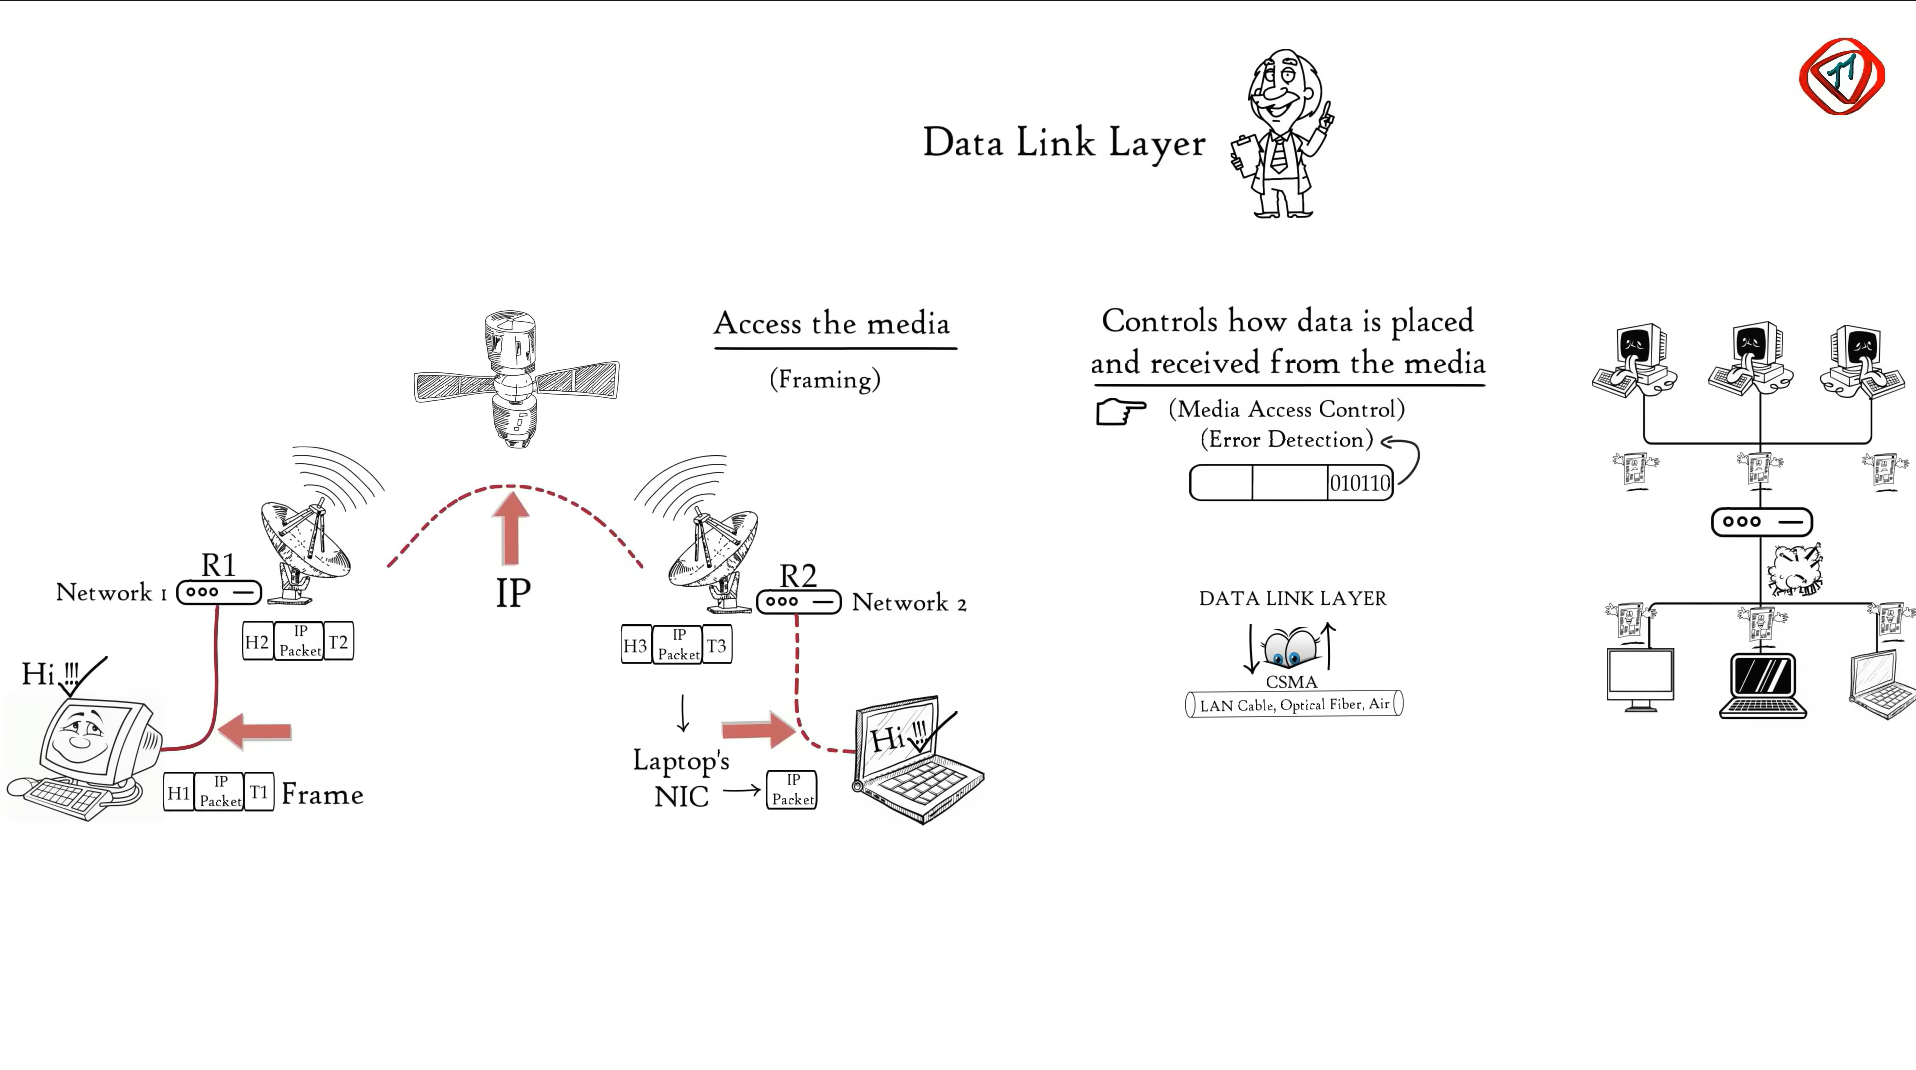 Data Link Layer
Access the media
(Framing)
Controls how data is placed
and received from the media
(Media Access Control)
(Error Detection)
010110
R1
Network 1
IP
R2
Network 2
H2 IP Packet T2
H3 IP Packet T3
Hi !!!
H1 IP Packet T1 Frame
Laptop's
NIC
IP
Packet
Hi !!!
DATA LINK LAYER
CSMA
LAN Cable, Optical Fiber, Air